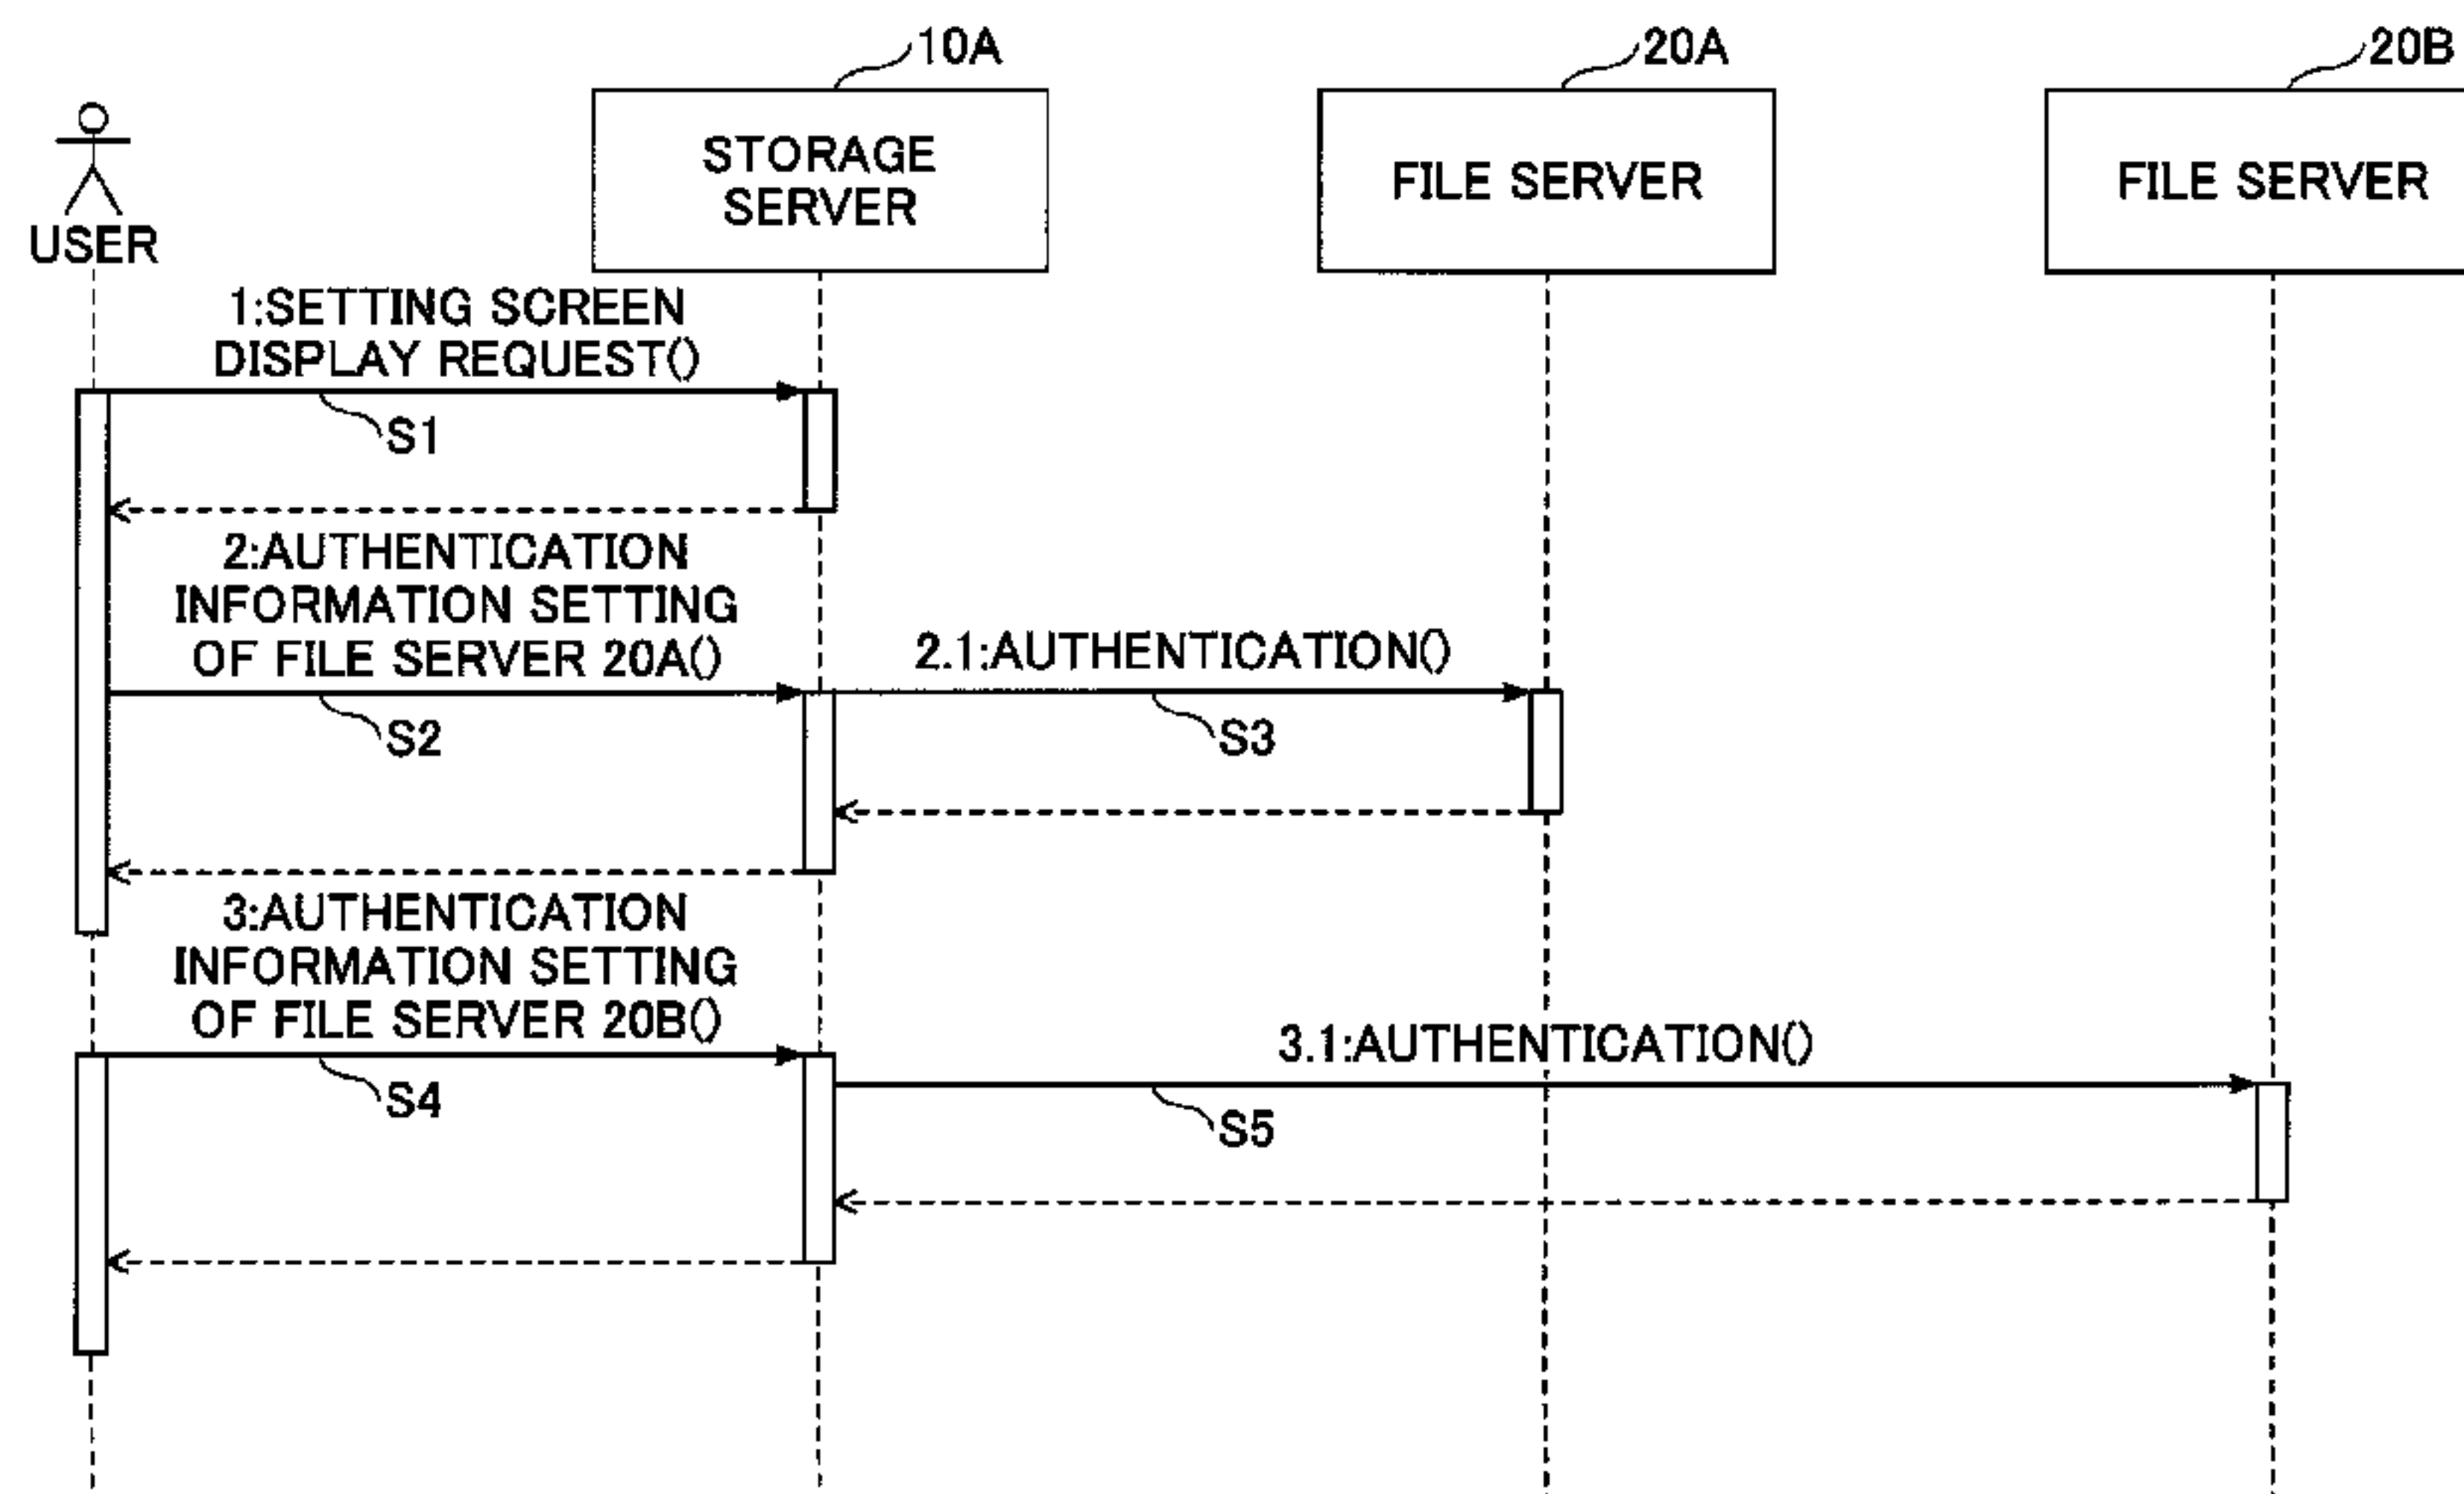 10A
20A
20B
USER
STORAGE
SERVER
FILE SERVER
FILE SERVER
1:SETTING SCREEN
DISPLAY REQUEST()
S1
2:AUTHENTICATION
INFORMATION SETTING
OF FILE SERVER 20A()
2.1:AUTHENTICATION()
S2
S3
3:AUTHENTICATION
INFORMATION SETTING
OF FILE SERVER 20B()
3.1:AUTHENTICATION()
S4
S5